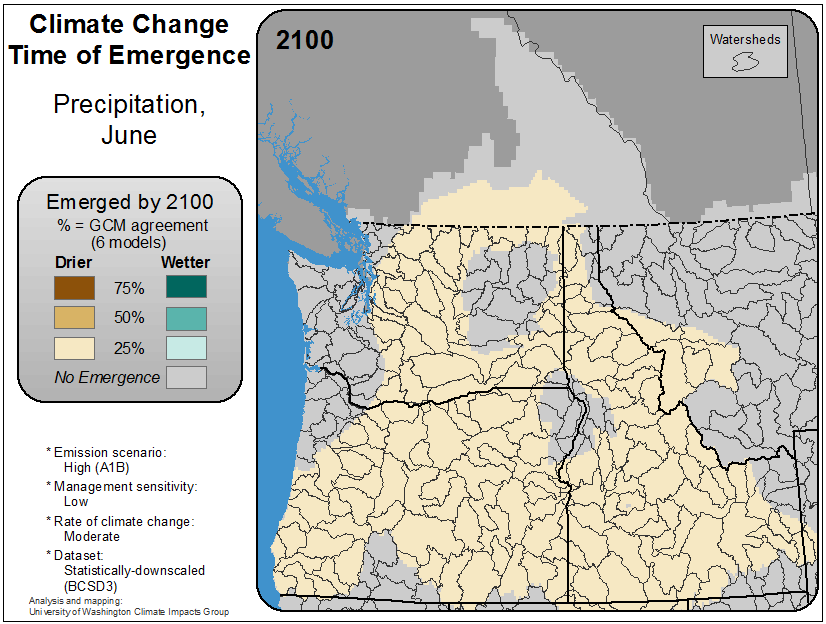 Climate Change
Time of Emergence
Precipitation,
June
Emerged by 2100
% = GCM agreement
(6 models)
Drier Wetter
75%
50%
25%
No Emergence
* Emission scenario:
High (A1B)
* Management sensitivity:
Low
* Rate of climate change:
Moderate
* Dataset:
Statistically-downscaled
(BCSD3)
Analysis and mapping:
University of Washington Climate Impacts Group
2100
Watersheds